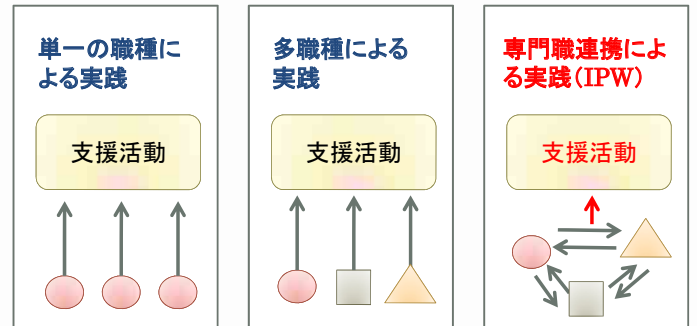 単一の職種に
よる実践
支援活動
多職種による
実践
支援活動
専門職連携によ
る実践(IPW)
支援活動